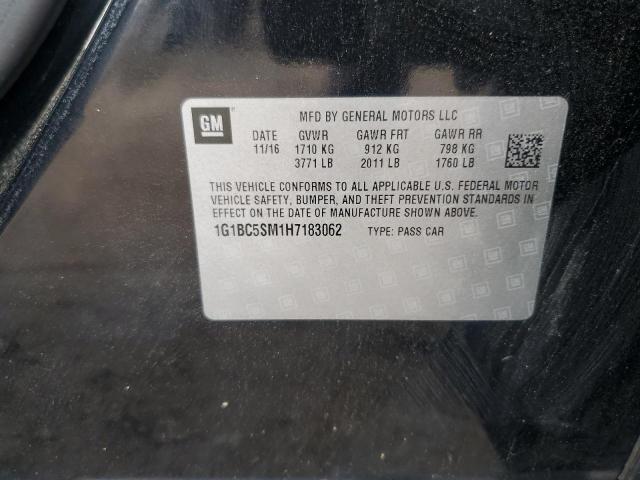 GM
MFD BY GENERAL MOTORS LLC
DATE GVWR GAWR FRT GAWR RR
11/16 1710 KG 912 KG 798 KG
3771 LB 2011 LB 1760 LB
THIS VEHICLE CONFORMS TO ALL APPLICABLE U.S. FEDERAL MOTOR
VEHICLE SAFETY, BUMPER, AND THEFT PREVENTION STANDARDS IN
EFFECT ON THE DATE OF MANUFACTURE SHOWN ABOVE.
1G1BC5SM1H7183062 TYPE: PASS CAR